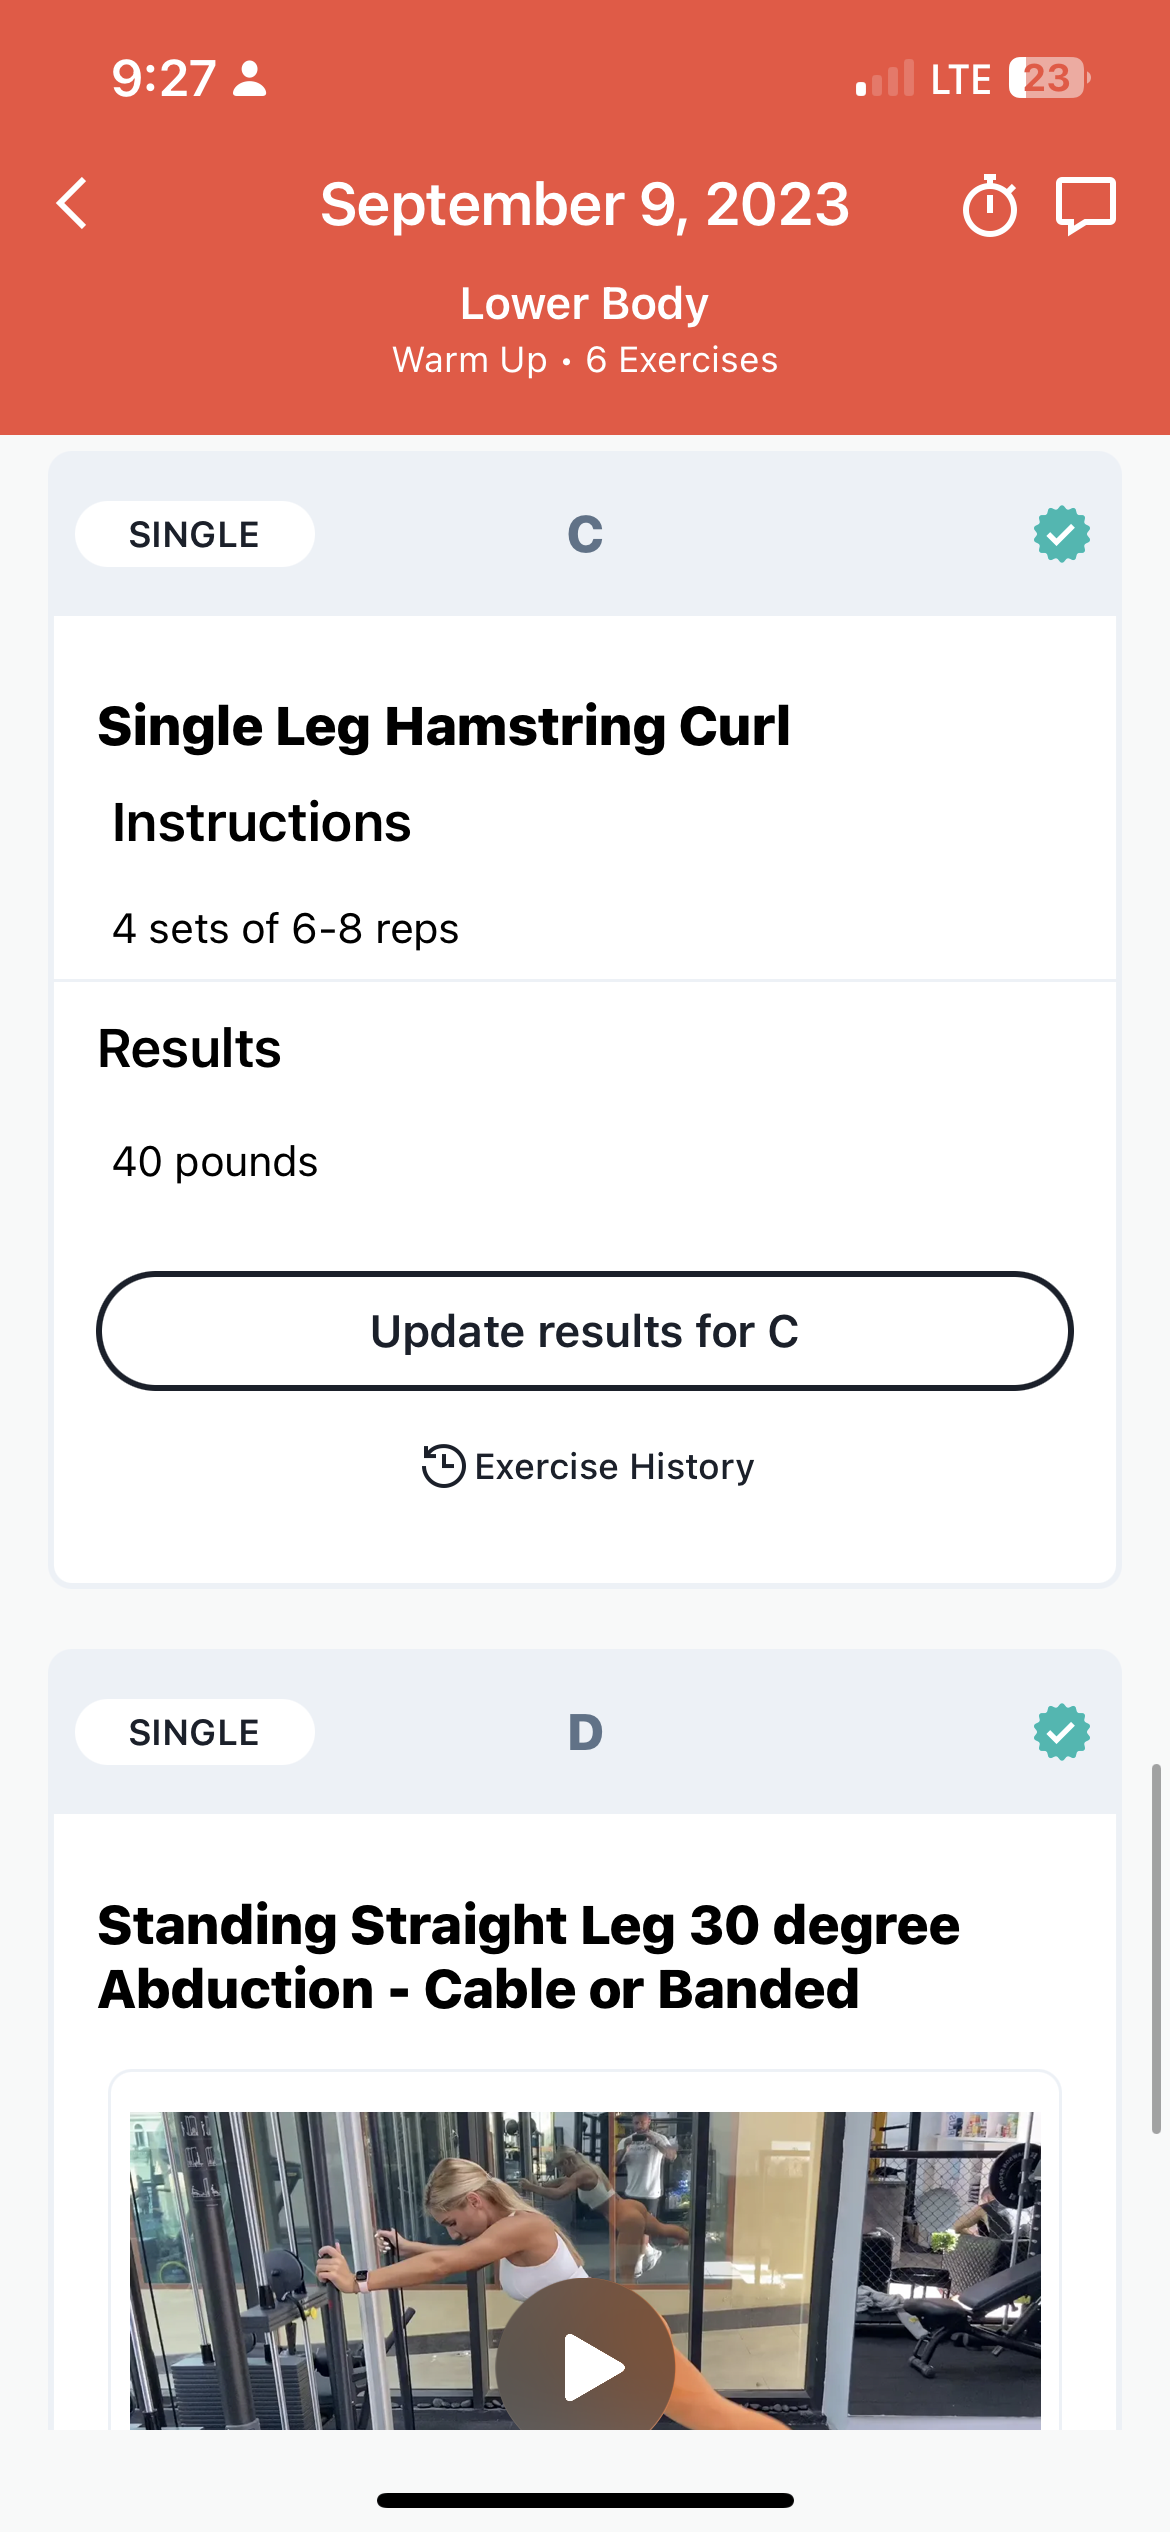 9:27
LTE 23
September 9, 2023
Lower Body
Warm Up • 6 Exercises
SINGLE C
Single Leg Hamstring Curl
Instructions
4 sets of 6-8 reps
Results
40 pounds
Update results for C
Exercise History
SINGLE D
Standing Straight Leg 30 degree
Abduction - Cable or Banded